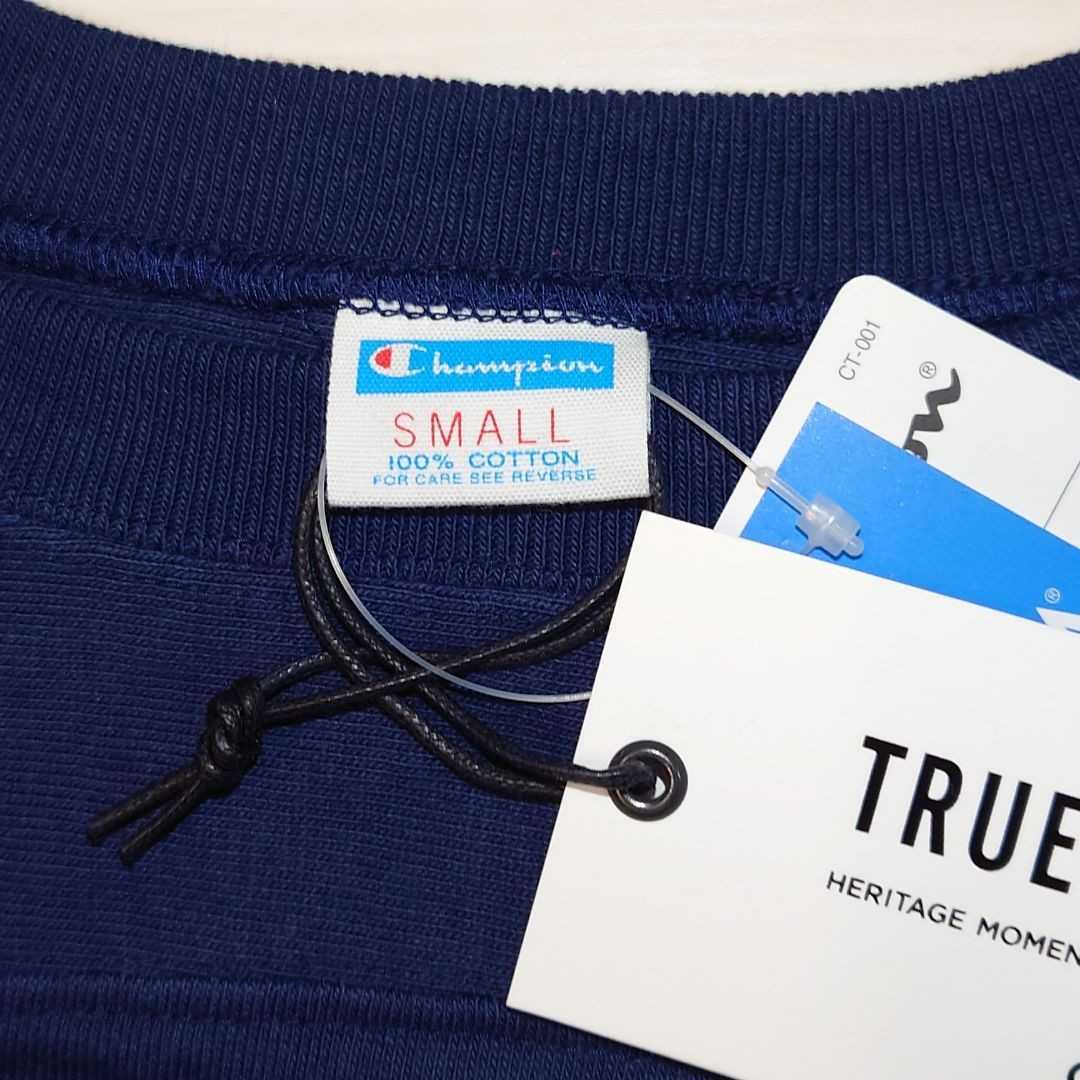 Champion
SMALL
100% COTTON
FOR CARE SEE REVERSE
CT-001
®
®
TRUE
HERITAGE MOMEN